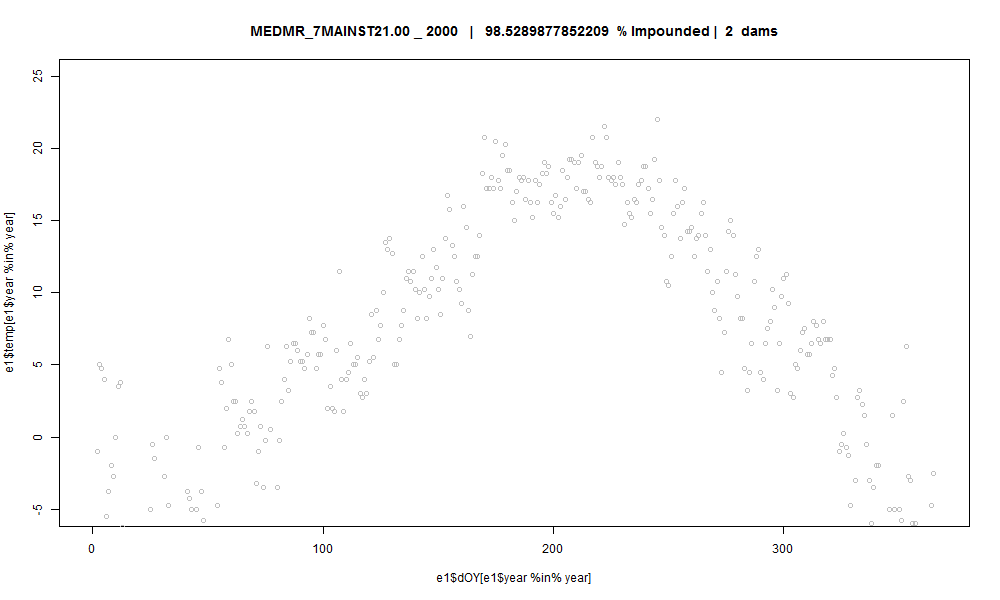 MEDMR_7MAINST21.00 _ 2000 | 98.5289877852209 % Impounded | 2 dams
25
20
15
10
5
0
-5
e1$temp[e1$year %in% year]
0 100 200 300
e1$dOY[e1$year %in% year]